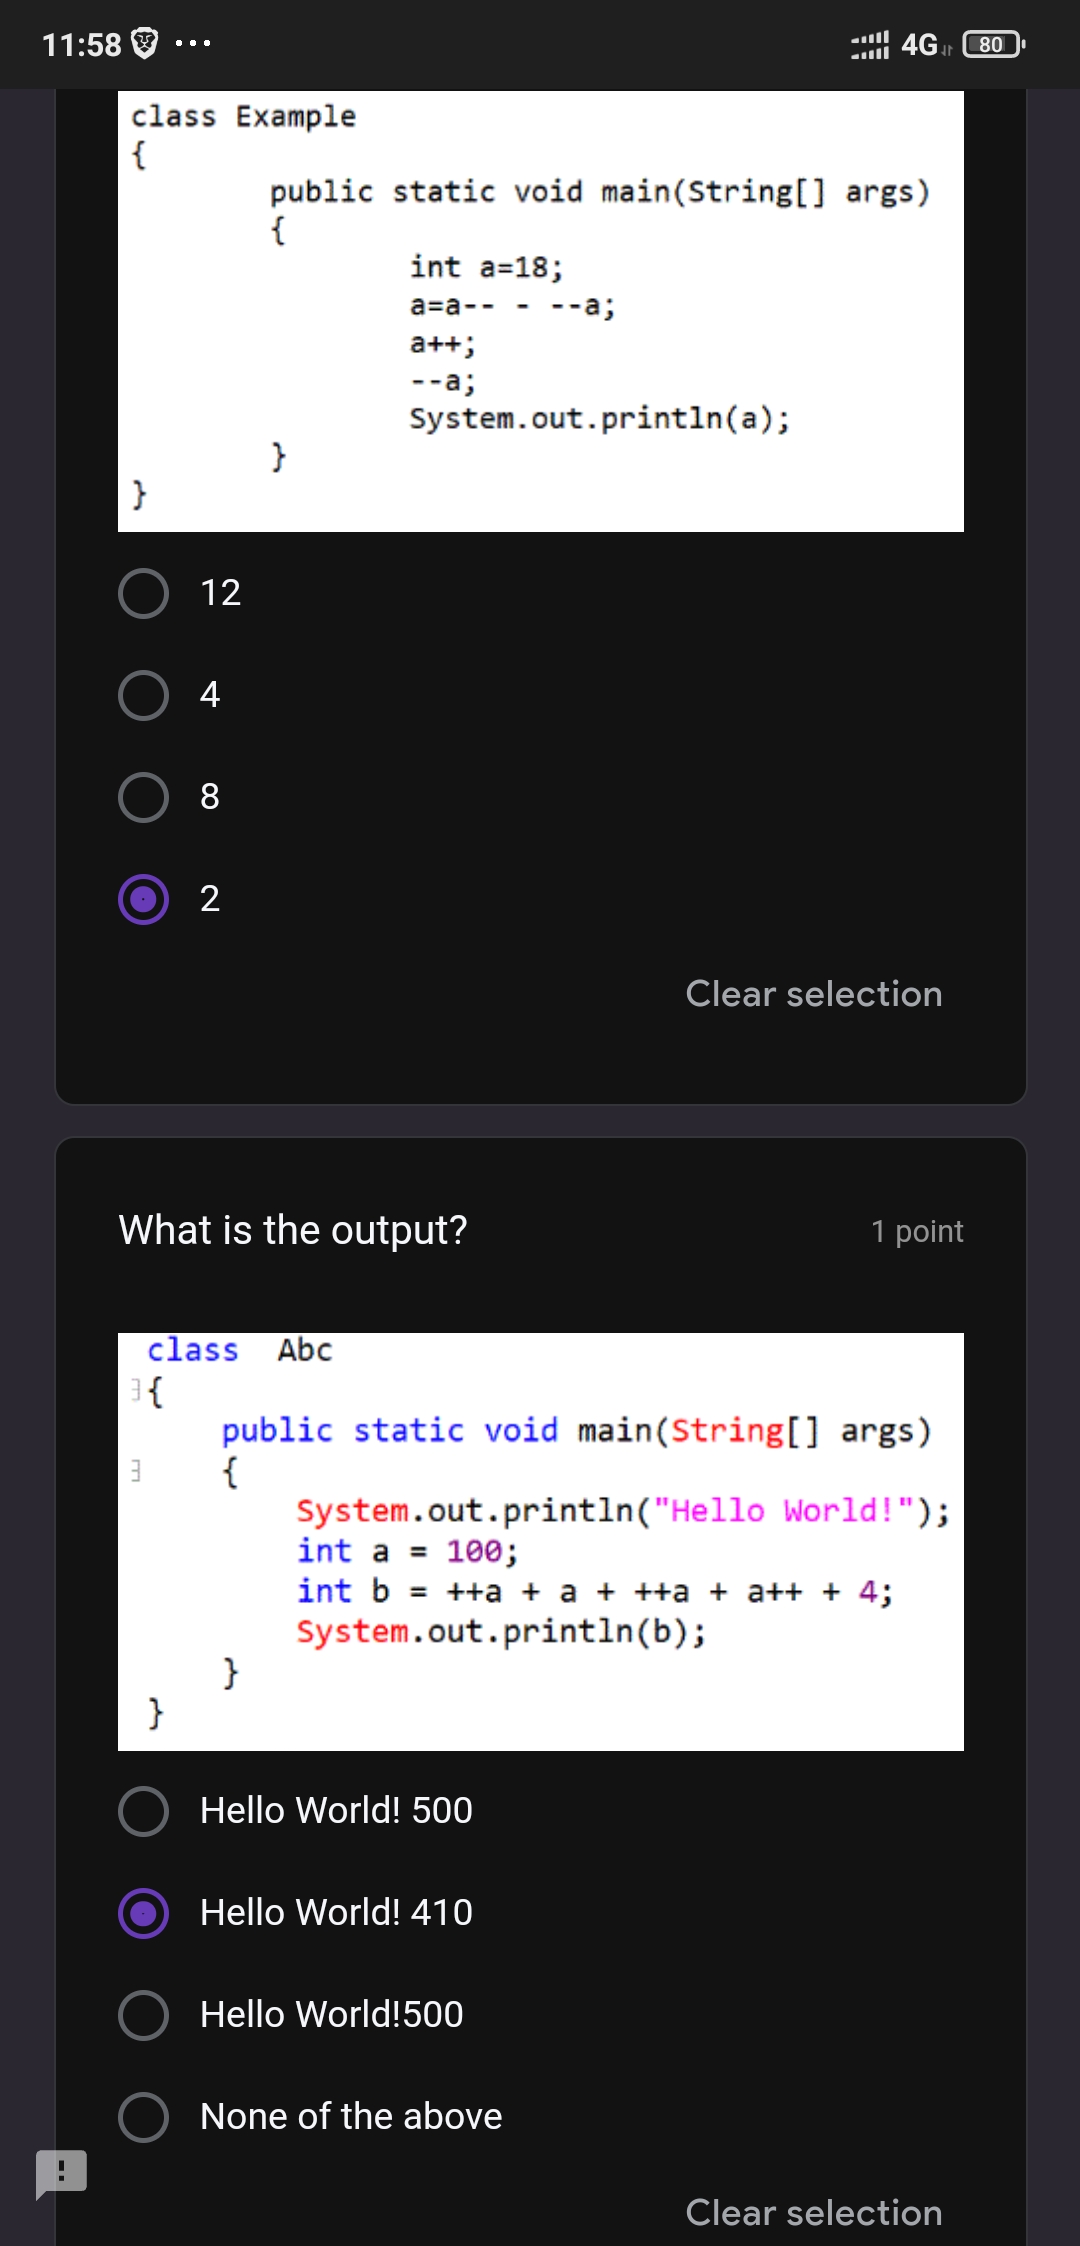 11:58 ... 4G 80
class Example
{
public static void main(String[] args)
{
int a=18;
a=a-- - --a;
a++;
--a;
System.out.println(a);
}
}
12
4
8
2
Clear selection
What is the output? 1 point
class Abc
{
public static void main(String[] args)
{
System.out.println("Hello World!");
int a = 100;
int b = ++a + a + ++a + a++ + 4;
System.out.println(b);
}
}
Hello World! 500
Hello World! 410
Hello World!500
None of the above
!
Clear selection